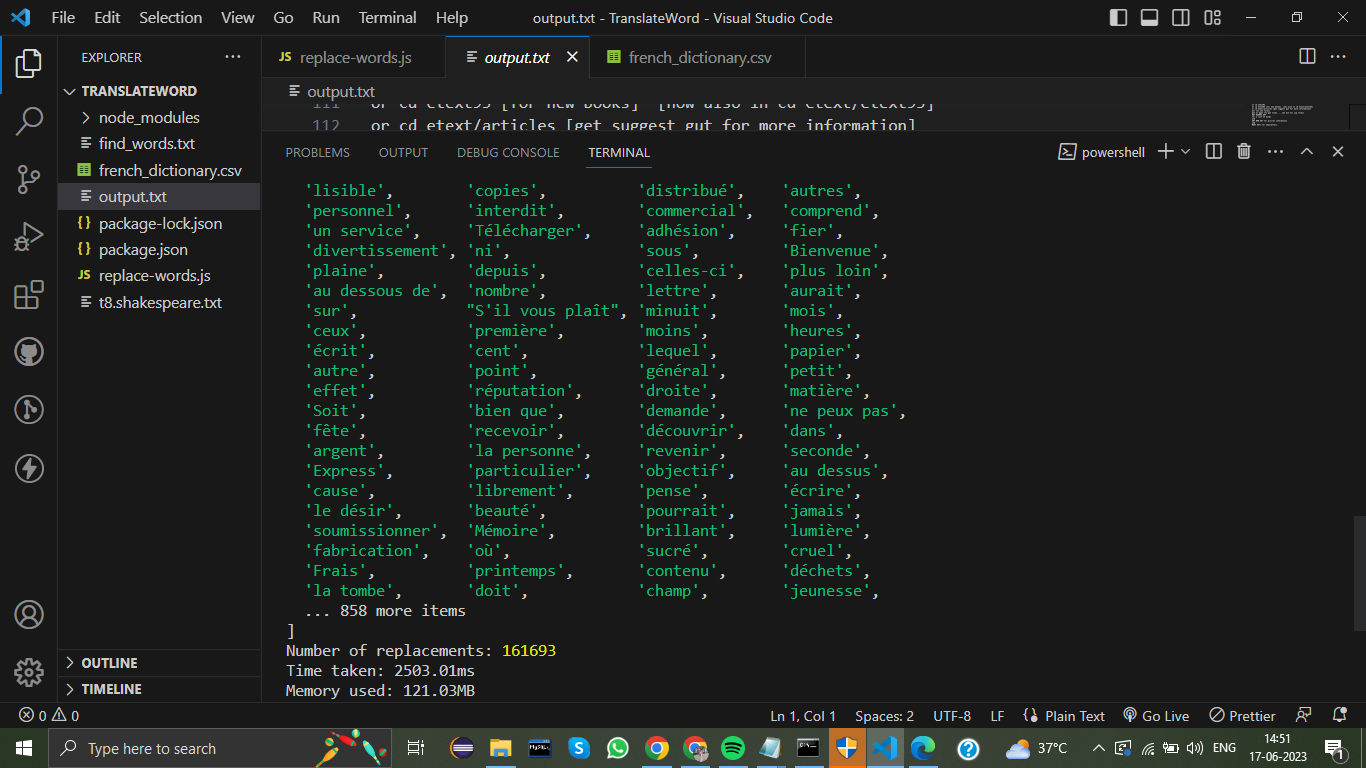 File Edit Selection View Go Run Terminal Help output.txt - TranslateWord - Visual Studio Code
EXPLORER
TRANSLATEWORD
node_modules
find_words.txt
french_dictionary.csv
output.txt
package-lock.json
package.json
JS replace-words.js
t8.shakespeare.txt
OUTLINE
TIMELINE
JS replace-words.js output.txt french_dictionary.csv
output.txt
111 or cd etext93 [for new books] [now also in cd etext/etext93]
112 or cd etext/articles [get suggest gut for more information]
PROBLEMS OUTPUT DEBUG CONSOLE TERMINAL powershell
'lisible', 'copies', 'distribué', 'autres',
'personnel', 'interdit', 'commercial', 'comprend',
'un service', 'Télécharger', 'adhésion', 'fier',
'divertissement', 'ni', 'sous', 'Bienvenue',
'plaine', 'depuis', 'celles-ci', 'plus loin',
'au dessous de', 'nombre', 'lettre', 'aurait',
'sur', "S'il vous plaît", 'minuit', 'mois',
'ceux', 'première', 'moins', 'heures',
'écrit', 'cent', 'lequel', 'papier',
'autre', 'point', 'général', 'petit',
'effet', 'réputation', 'droite', 'matière',
'Soit', 'bien que', 'demande', 'ne peux pas',
'fête', 'recevoir', 'découvrir', 'dans',
'argent', 'la personne', 'revenir', 'seconde',
'Express', 'particulier', 'objectif', 'au dessus',
'cause', 'librement', 'pense', 'écrire',
'le désir', 'beauté', 'pourrait', 'jamais',
'soumissionner', 'Mémoire', 'brillant', 'lumière',
'fabrication', 'où', 'sucré', 'cruel',
'Frais', 'printemps', 'contenu', 'déchets',
'la tombe', 'doit', 'champ', 'jeunesse',
... 858 more items
]
Number of replacements: 161693
Time taken: 2503.01ms
Memory used: 121.03MB
0 0 Ln 1, Col 1 Spaces: 2 UTF-8 LF Plain Text Go Live Prettier
Type here to search
37°C ENG
14:51
17-06-2023
1